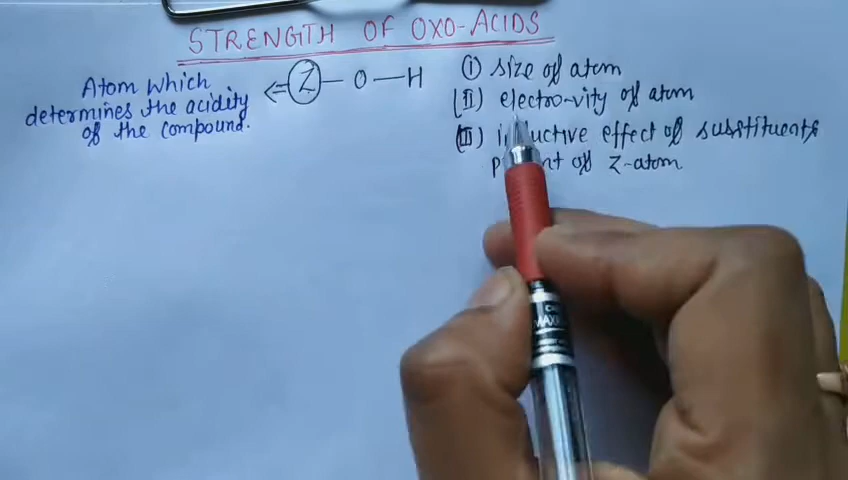 STRENGTH OF OXO-ACIDS
Atom which
determines the acidity
of the compound.
⇐ Z — O — H
(I) size of atom
(II) electro-vity of atom
(III) inductive effect of substituents
of Z-atom